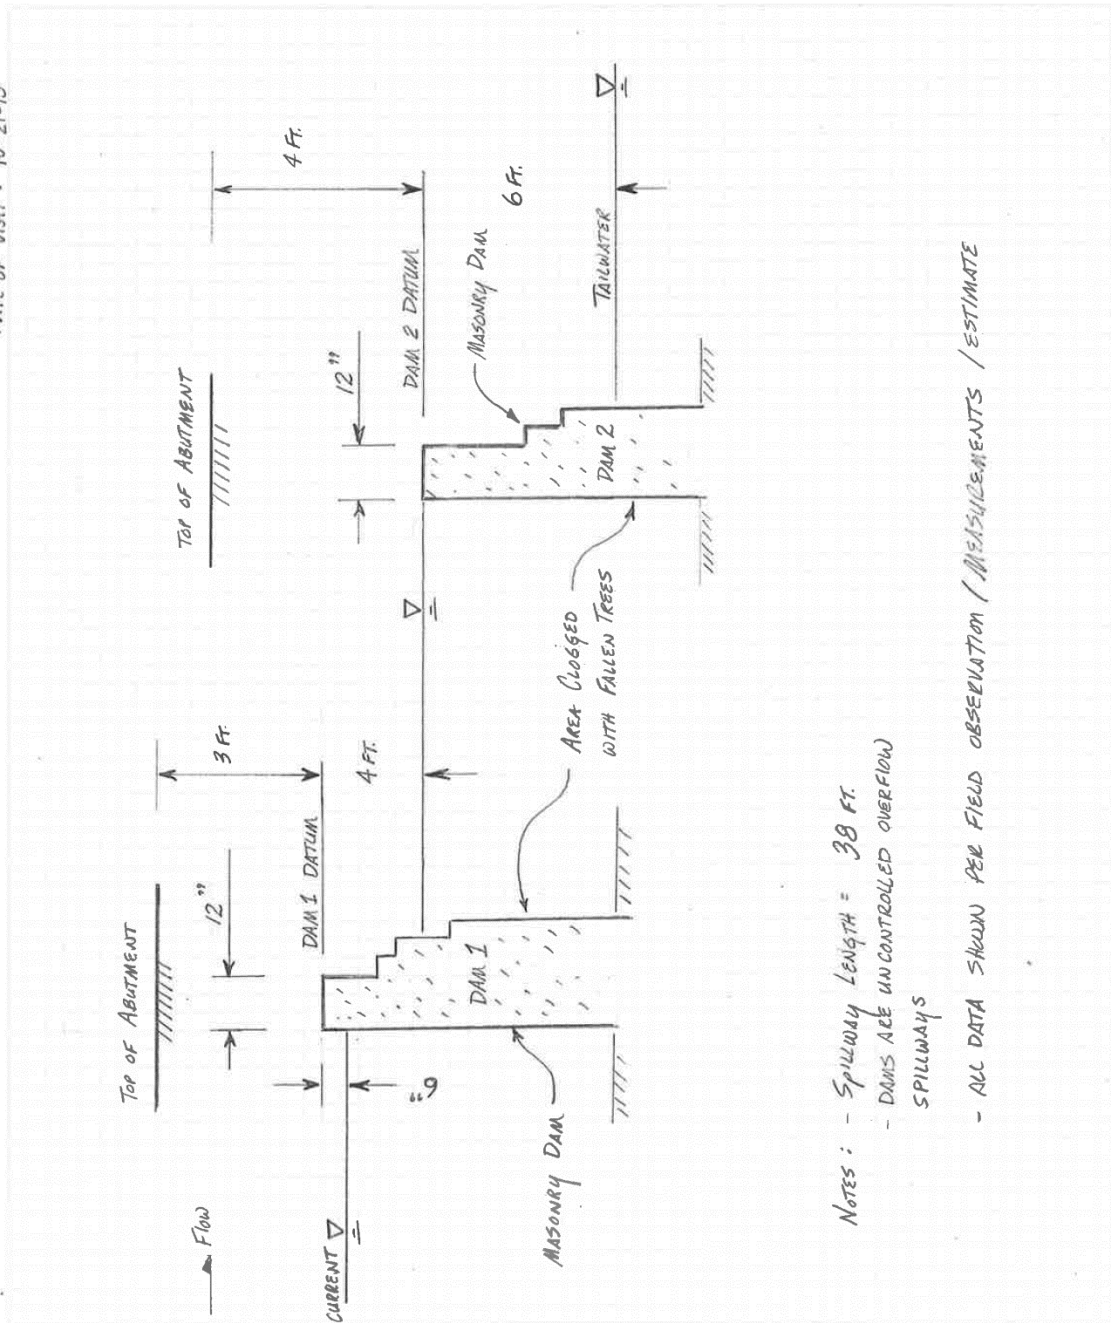 TOP OF ABUTMENT
TOP OF ABUTMENT
Flow
12"
3 FT.
12"
4 FT.
DAM 1 DATUM
DAM 2 DATUM
CURRENT
6"
4 FT.
6 FT.
MASONRY DAM
TAILWATER
DAM 1
DAM 2
MASONRY DAM
AREA CLOGGED
WITH FALLEN TREES
NOTES : - SPILLWAY LENGTH = 38 FT.
- DAMS ARE UNCONTROLLED OVERFLOW
SPILLWAYS
- ALL DATA SHOWN PER FIELD OBSERVATION / MEASUREMENTS / ESTIMATE